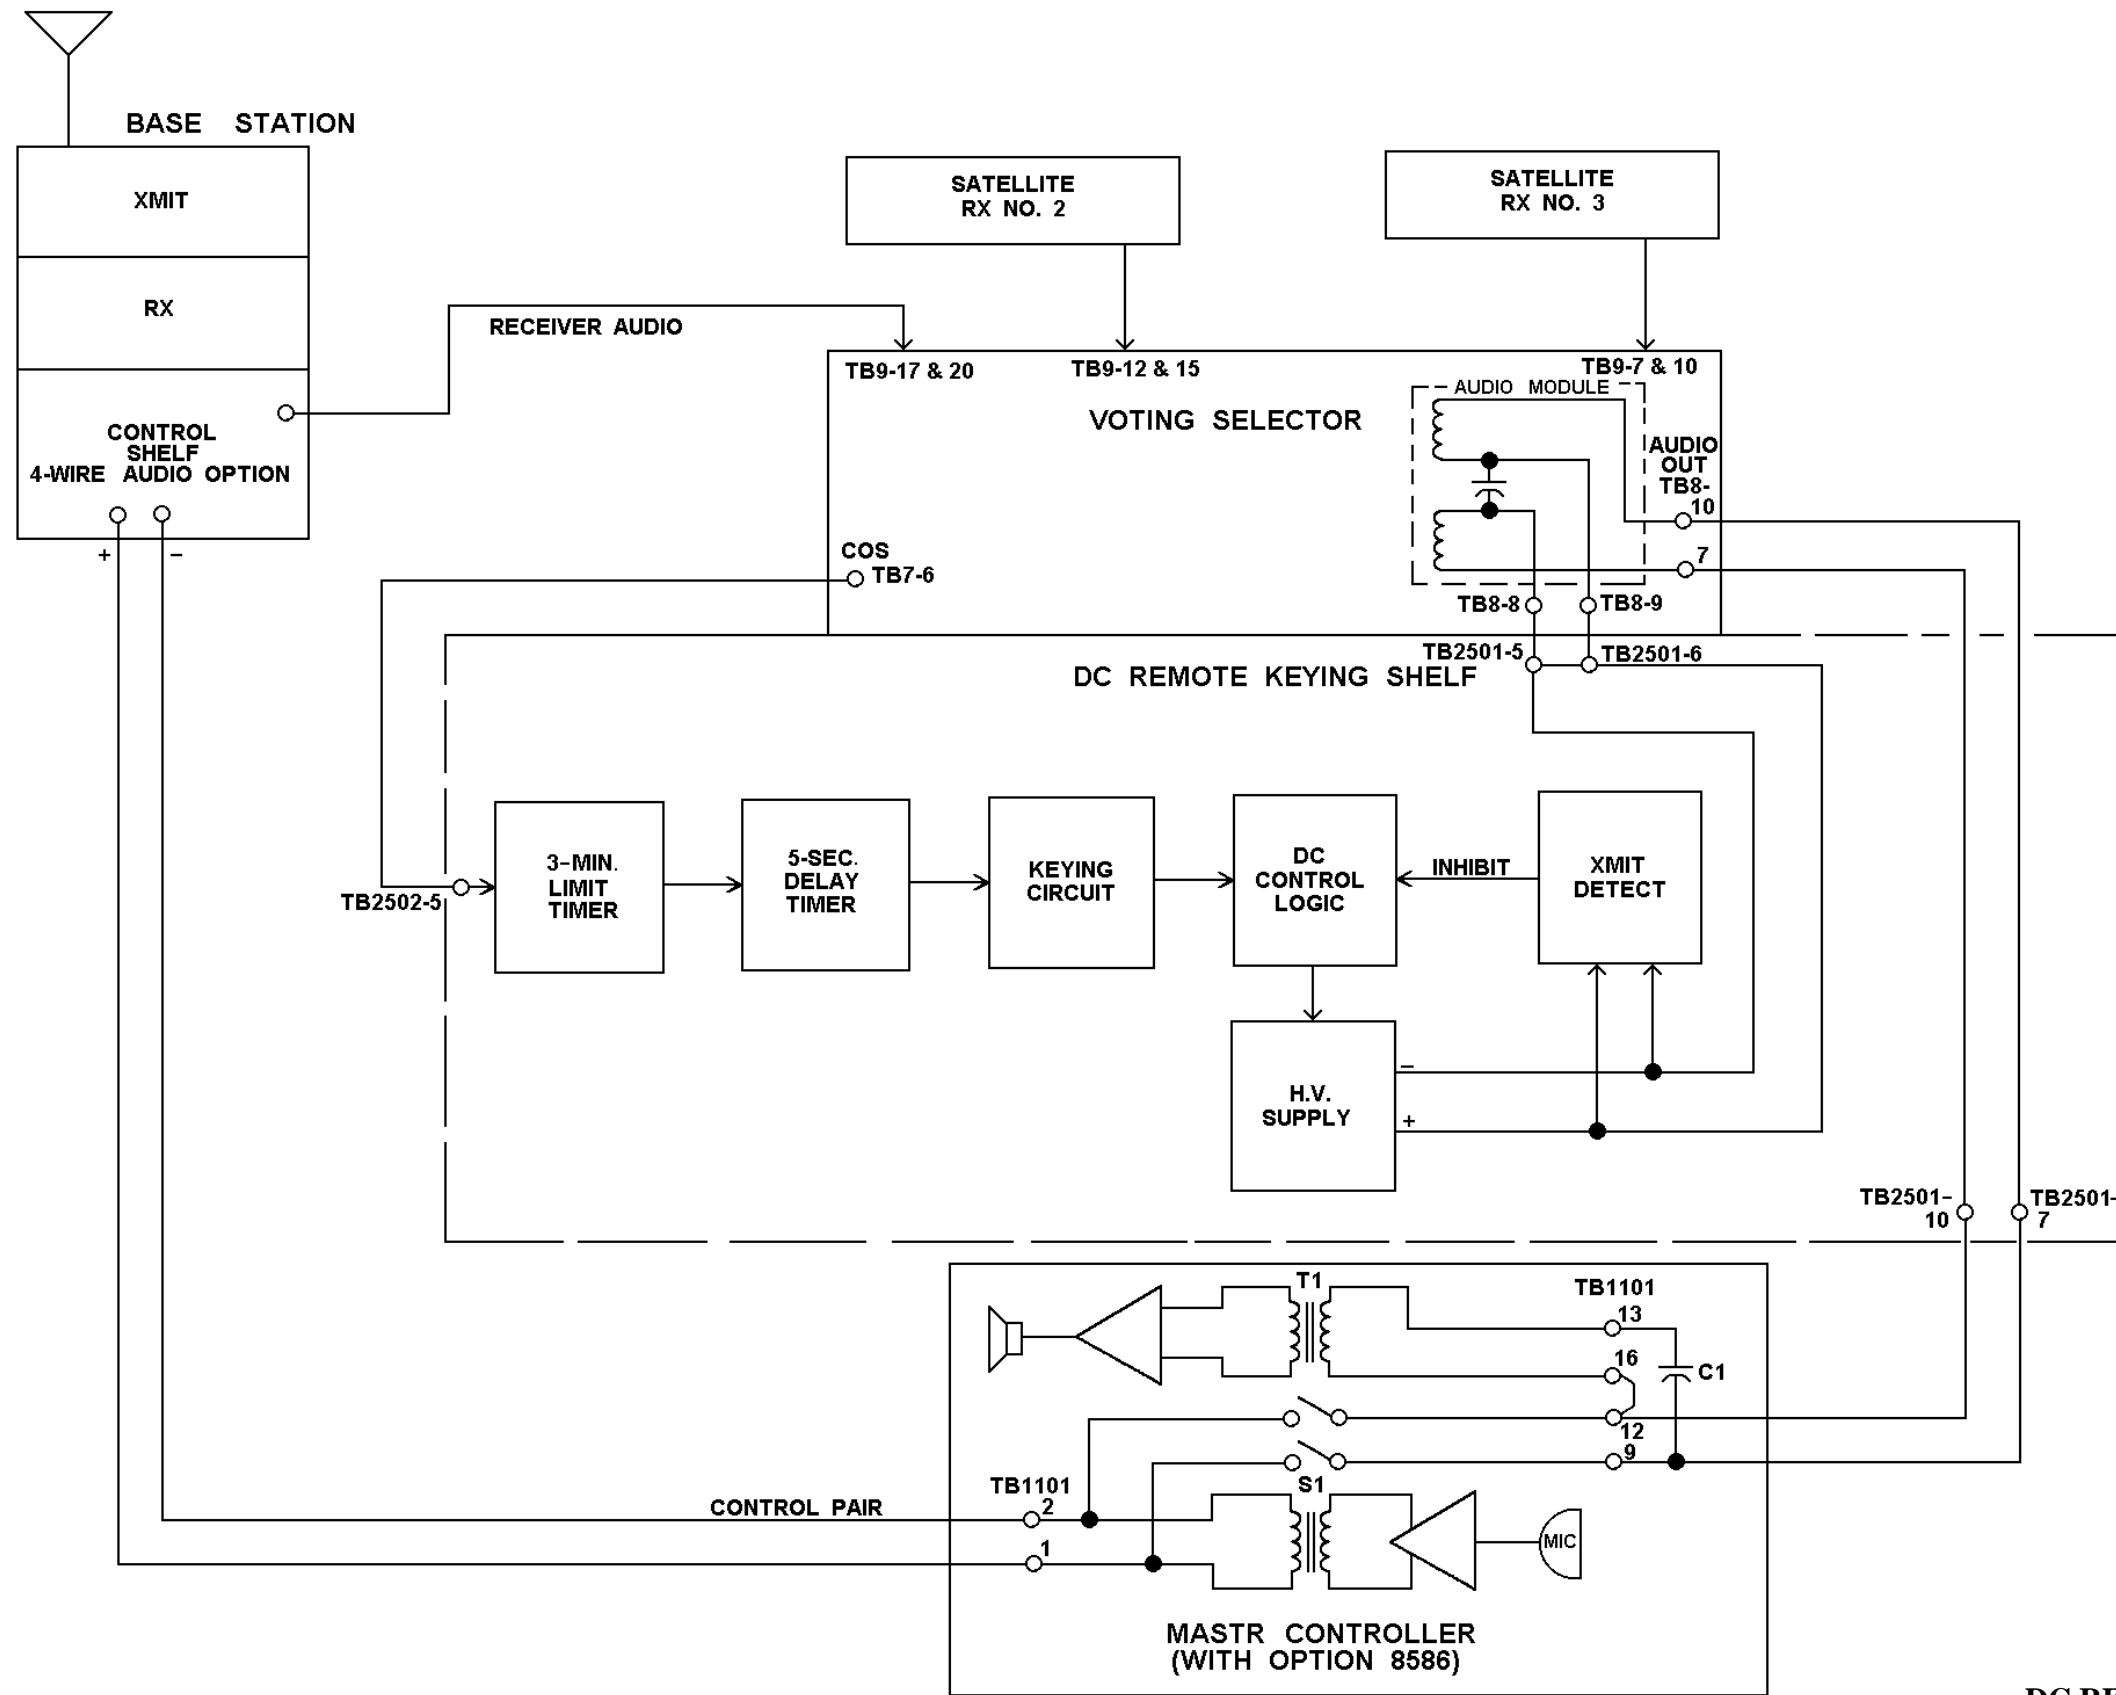 BASE STATION
XMIT
RX
CONTROL
SHELF
4-WIRE AUDIO OPTION
+
−
RECEIVER AUDIO
SATELLITE
RX NO. 2
SATELLITE
RX NO. 3
TB9-17 & 20
TB9-12 & 15
TB9-7 & 10
VOTING SELECTOR
AUDIO MODULE
AUDIO
OUT
TB8-
10
7
COS
TB7-6
TB8-8
TB8-9
TB2501-5
TB2501-6
DC REMOTE KEYING SHELF
TB2502-5
3-MIN.
LIMIT
TIMER
5-SEC.
DELAY
TIMER
KEYING
CIRCUIT
DC
CONTROL
LOGIC
INHIBIT
XMIT
DETECT
H.V.
SUPPLY
−
+
TB2501-
10
TB2501-
7
T1
TB1101
13
16
C1
12
9
S1
TB1101
2
1
CONTROL PAIR
MIC
MASTR CONTROLLER
(WITH OPTION 8586)